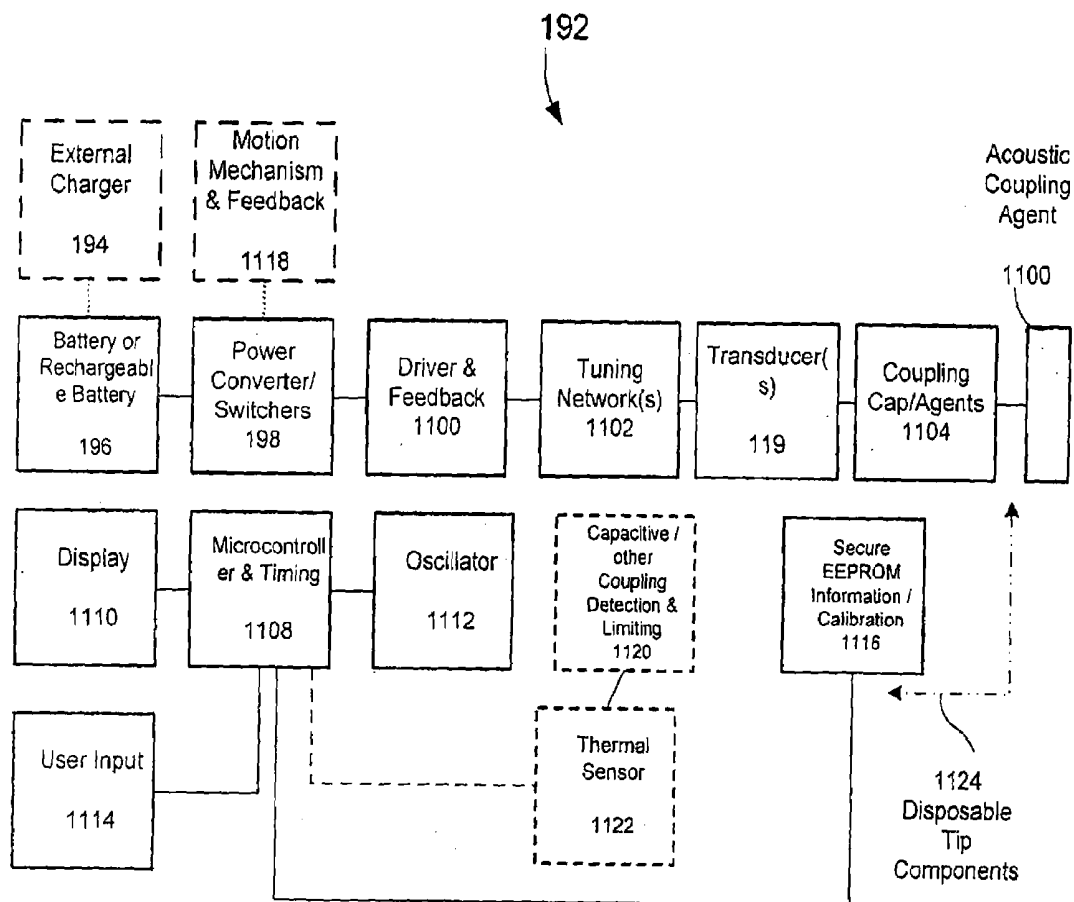 192
External
Charger
194
Motion
Mechanism
& Feedback
1118
Acoustic
Coupling
Agent
1100
Battery or
Rechargeabl
e Battery
196
Power
Converter/
Switchers
198
Driver &
Feedback
1100
Tuning
Network(s)
1102
Transducer(
s)
119
Coupling
Cap/Agents
1104
Display
1110
Microcontroll
er & Timing
1108
Oscillator
1112
Capacitive /
other
Coupling
Detection &
Limiting
1120
Secure
EEPROM
Information /
Calibration
1116
User Input
1114
Thermal
Sensor
1122
1124
Disposable
Tip
Components